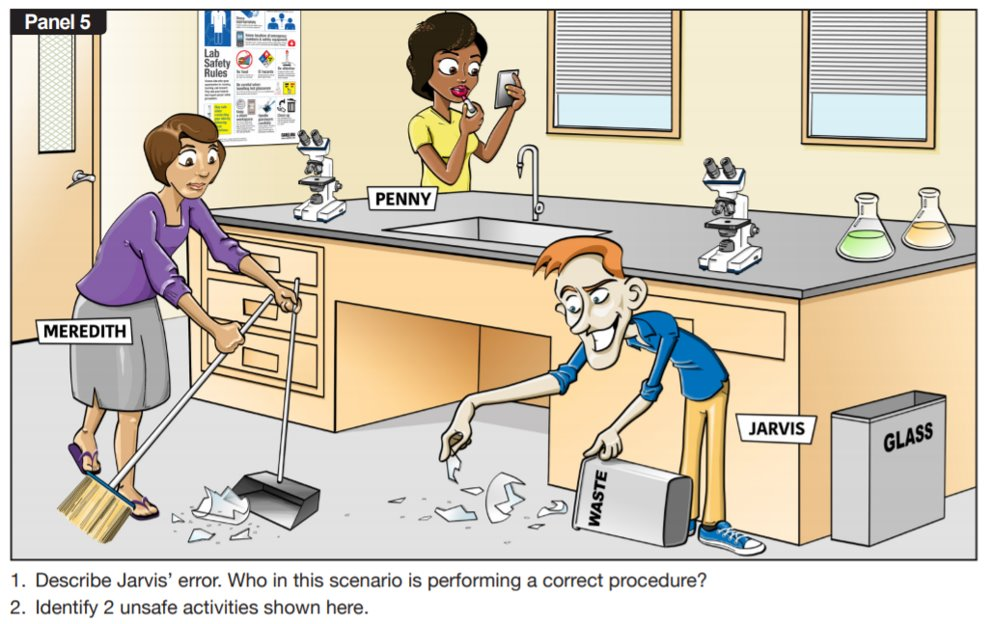 Panel 5
Lab
Safety
Rules
PENNY
MEREDITH
JARVIS
GLASS
WASTE
1. Describe Jarvis' error. Who in this scenario is performing a correct procedure?
2. Identify 2 unsafe activities shown here.